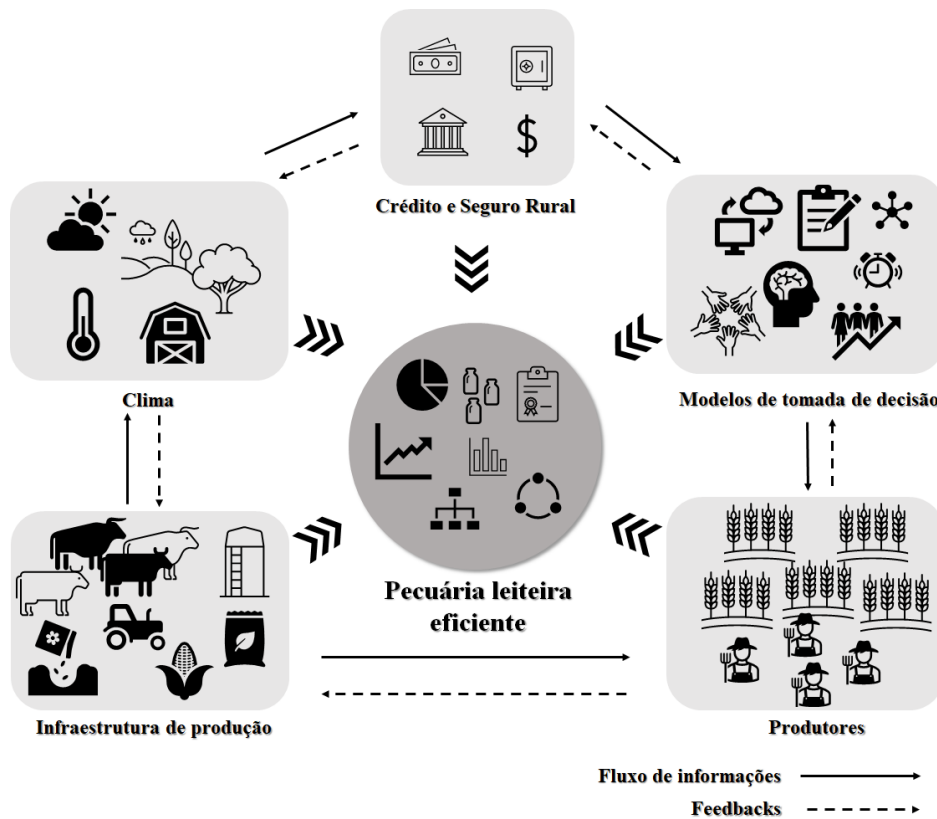 Crédito e Seguro Rural
Clima
Modelos de tomada de decisão
Pecuária leiteira
eficiente
Infraestrutura de produção
Produtores
Fluxo de informações
Feedbacks